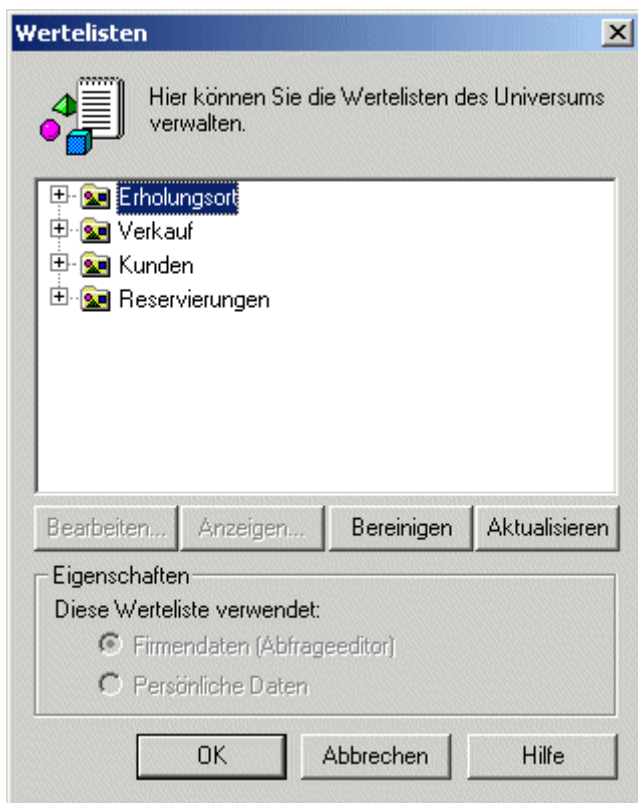 Wertelisten
Hier können Sie die Wertelisten des Universums
verwalten.
Erholungsort
Verkauf
Kunden
Reservierungen
Bearbeiten... Anzeigen... Bereinigen Aktualisieren
Eigenschaften
Diese Werteliste verwendet:
Firmendaten (Abfrageeditor)
Persönliche Daten
OK Abbrechen Hilfe